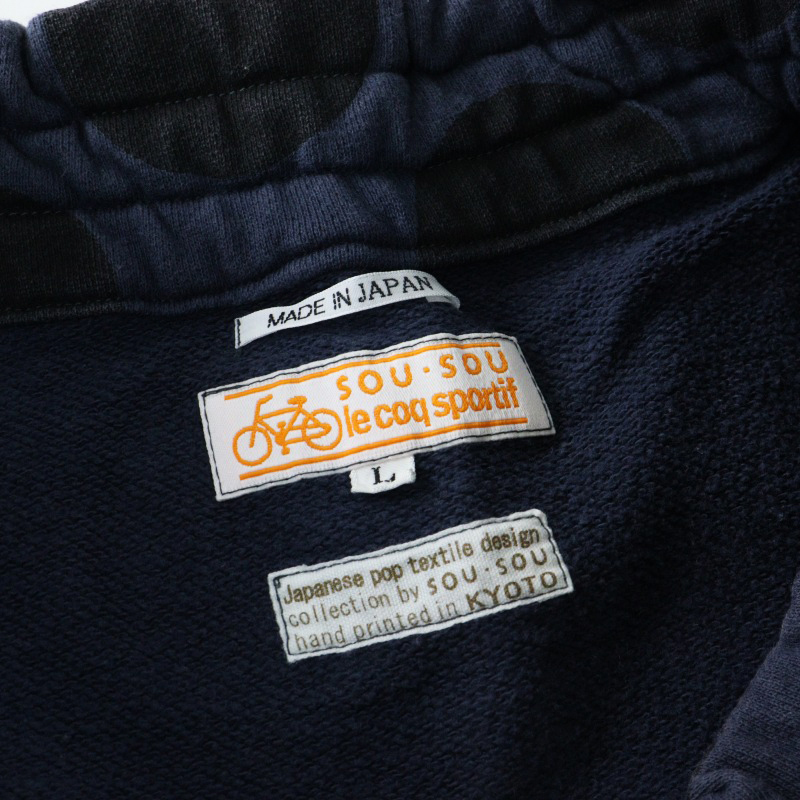 MADE IN JAPAN
SOU·SOU
le coq sportif
L
Japanese pop textile design
collection by SOU·SOU
hand printed in KYOTO